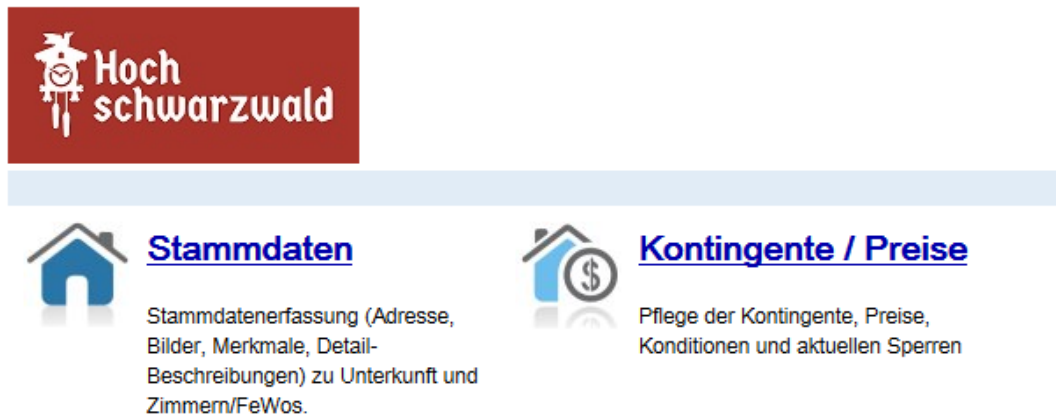 Hoch
schwarzwald
Stammdaten
Stammdatenerfassung (Adresse,
Bilder, Merkmale, Detail-
Beschreibungen) zu Unterkunft und
Zimmern/FeWos.
Kontingente / Preise
$
Pflege der Kontingente, Preise,
Konditionen und aktuellen Sperren